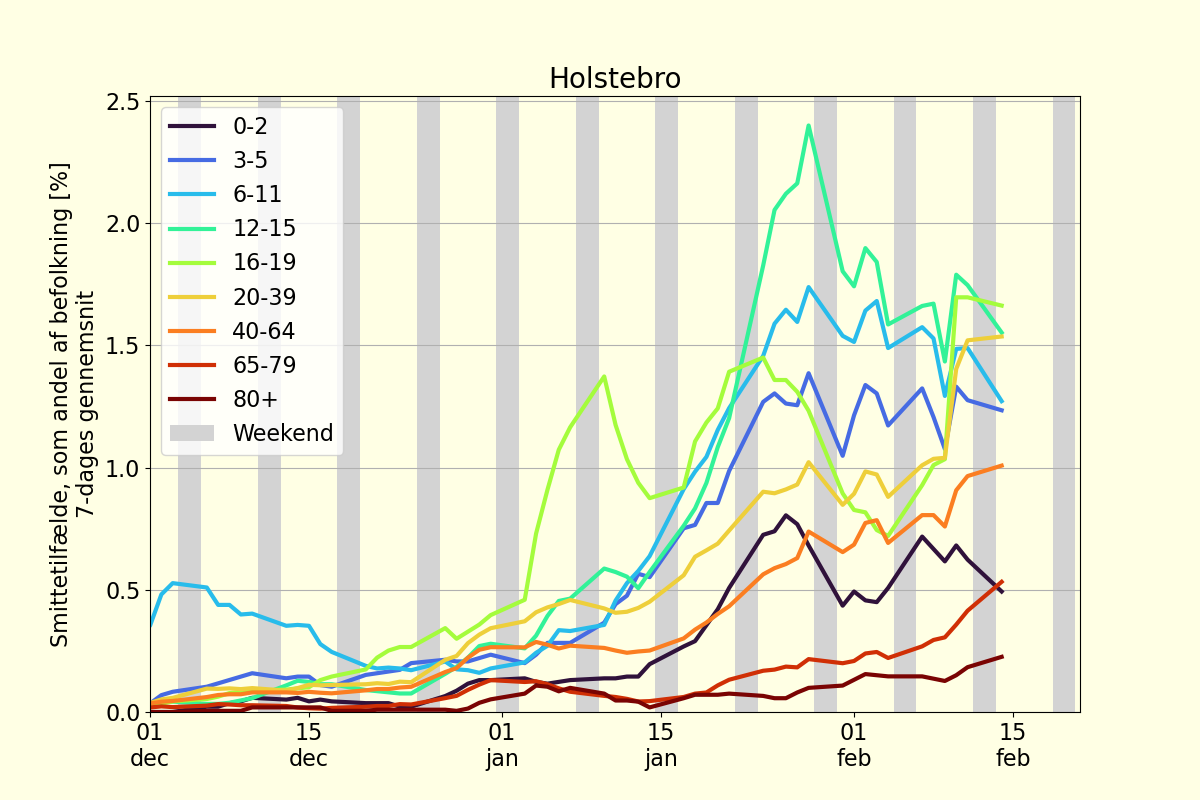 Holstebro
Smittetilfælde, som andel af befolkning [%]
7-dages gennemsnit
2.5
2.0
1.5
1.0
0.5
0.0
0-2
3-5
6-11
12-15
16-19
20-39
40-64
65-79
80+
Weekend
01 15 01 15 01 15
dec dec jan jan feb feb